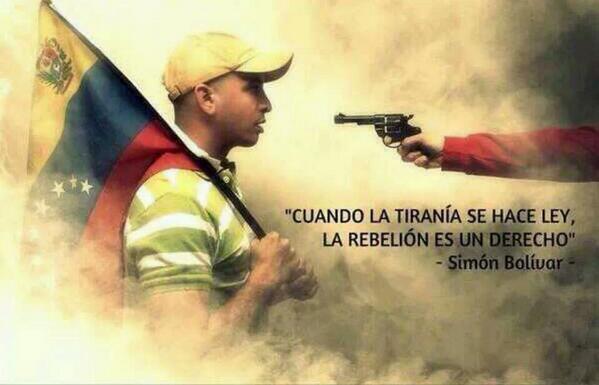 "CUANDO LA TIRANÍA SE HACE LEY,
LA REBELIÓN ES UN DERECHO"
- Simón Bolívar -